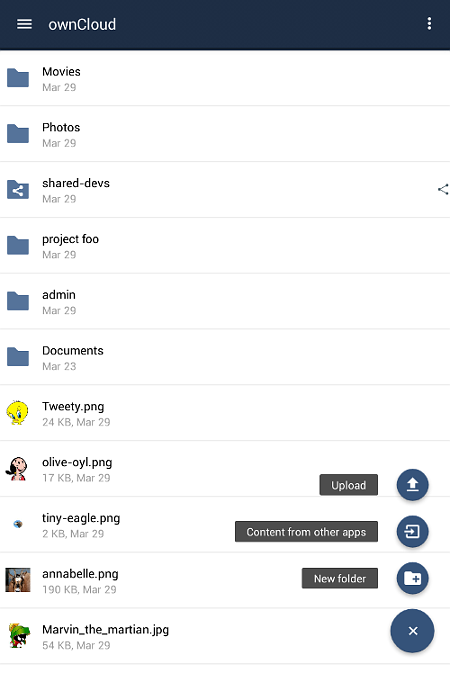 ownCloud
Movies
Mar 29
Photos
Mar 29
shared-devs
Mar 29
project foo
Mar 29
admin
Mar 29
Documents
Mar 23
Tweety.png
24 KB, Mar 29
olive-oyl.png
17 KB, Mar 29
Upload
tiny-eagle.png
2 KB, Mar 29
Content from other apps
annabelle.png
190 KB, Mar 29
New folder
Marvin_the_martian.jpg
54 KB, Mar 29